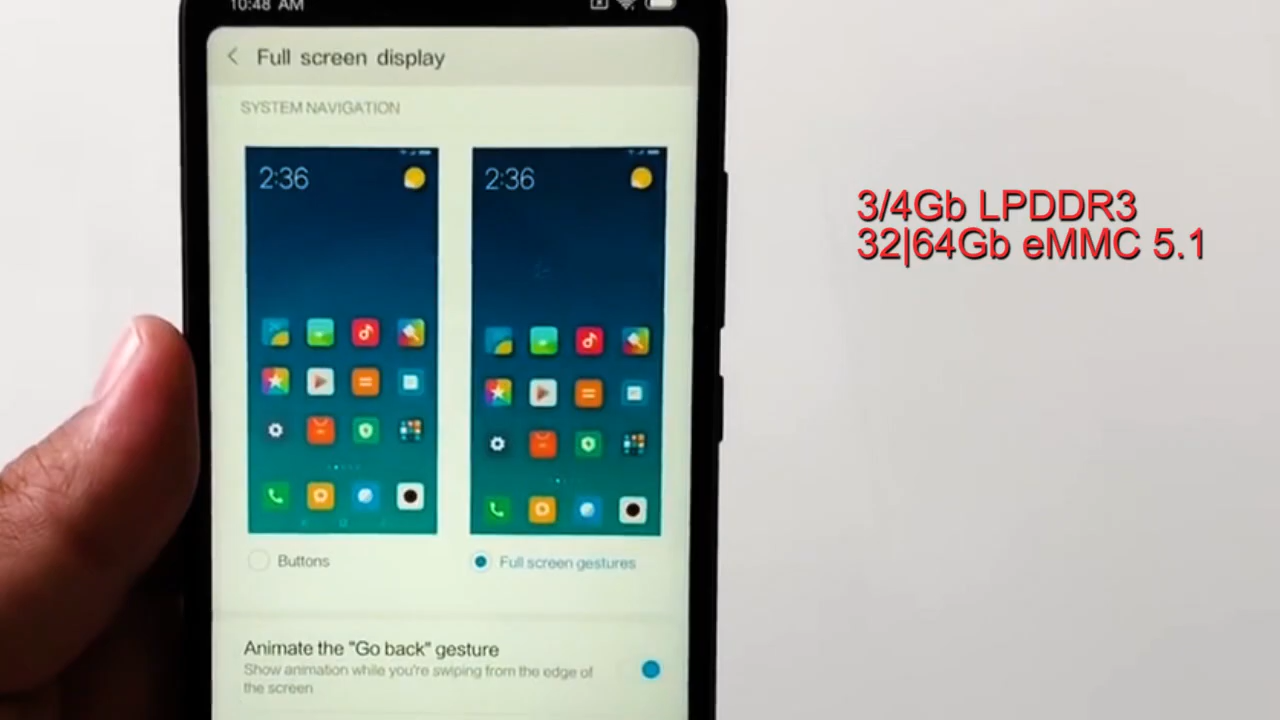 10:48 AM
Full screen display
SYSTEM NAVIGATION
2:36
2:36
3/4Gb LPDDR3
32|64Gb eMMC 5.1
Buttons
Full screen gestures
Animate the "Go back" gesture
Show animation while you're swiping from the edge of
the screen